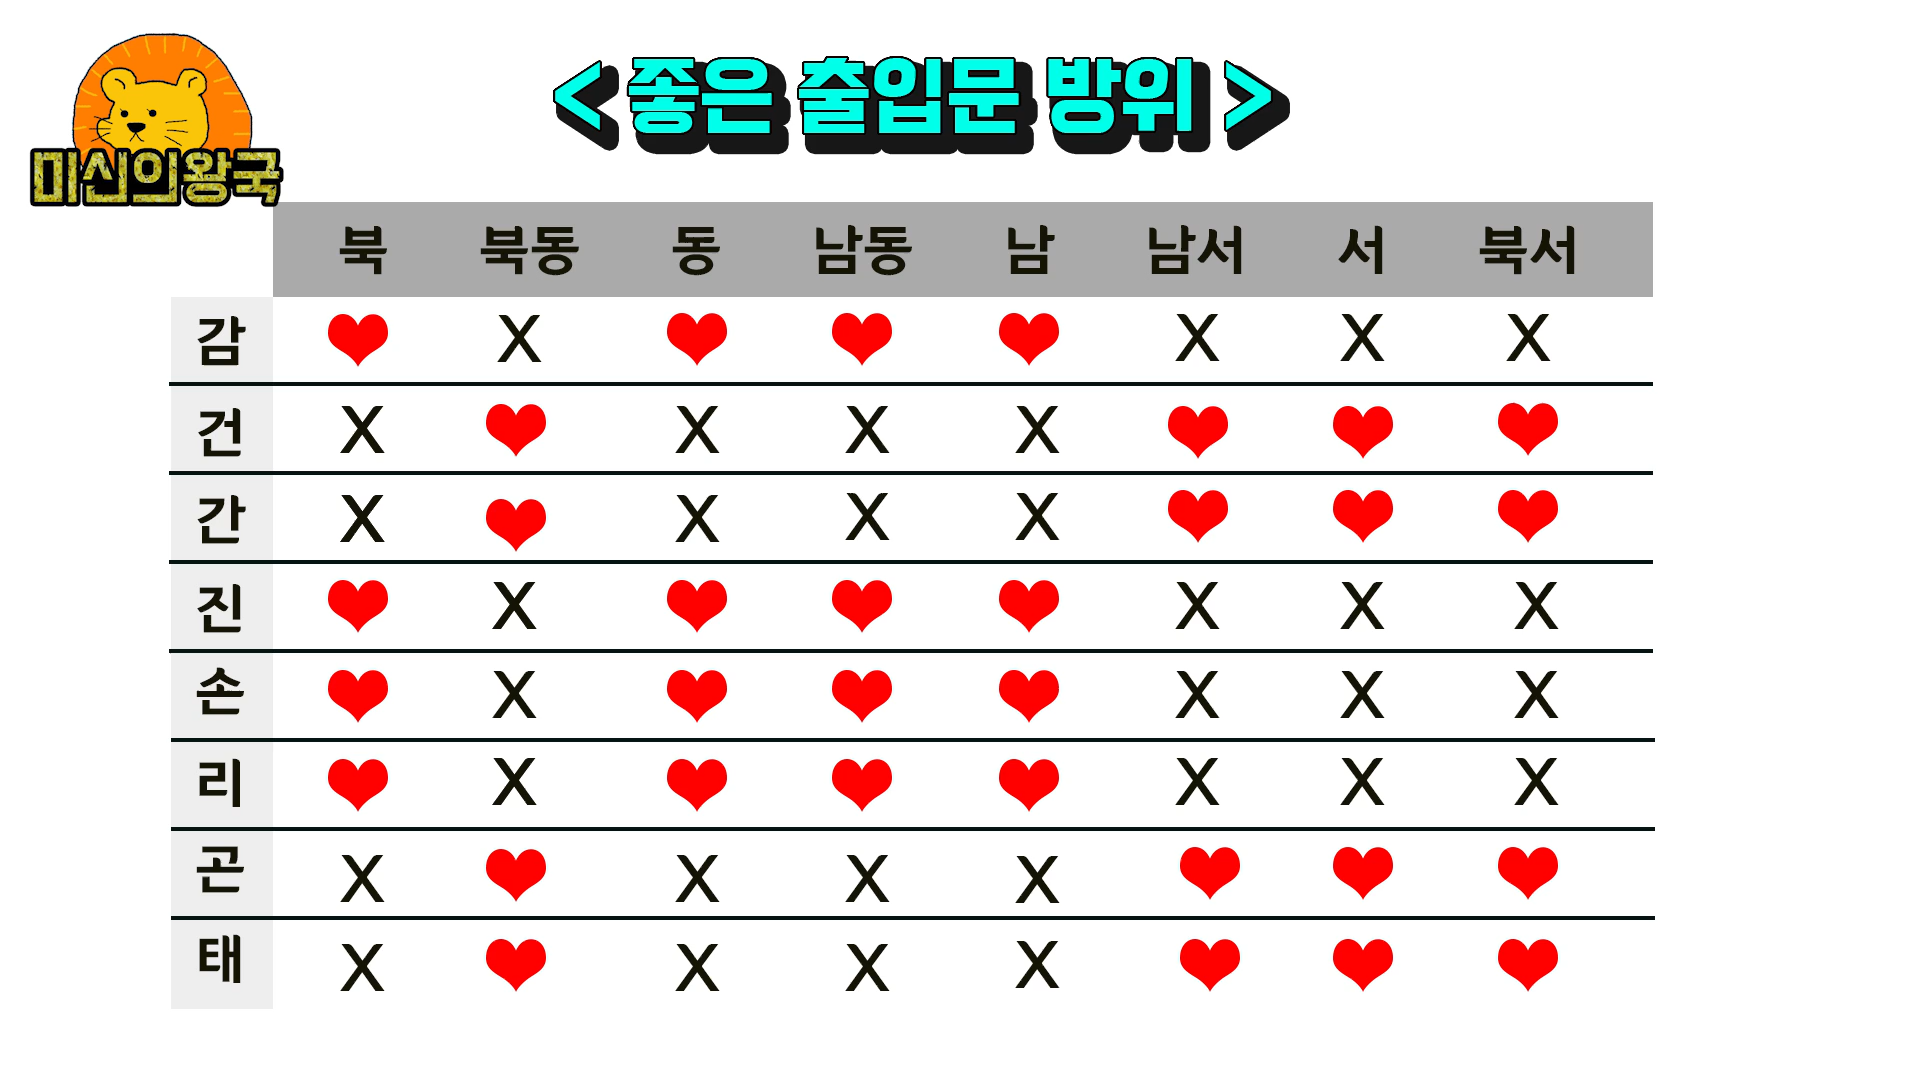 미신의왕국
< 좋은 출입문 방위 >
북 북동 동 남동 남 남서 서 북서
감 ❤ X ❤ ❤ ❤ X X X
건 X ❤ X X X ❤ ❤ ❤
간 X ❤ X X X ❤ ❤ ❤
진 ❤ X ❤ ❤ ❤ X X X
손 ❤ X ❤ ❤ ❤ X X X
리 ❤ X ❤ ❤ ❤ X X X
곤 X ❤ X X X ❤ ❤ ❤
태 X ❤ X X X ❤ ❤ ❤